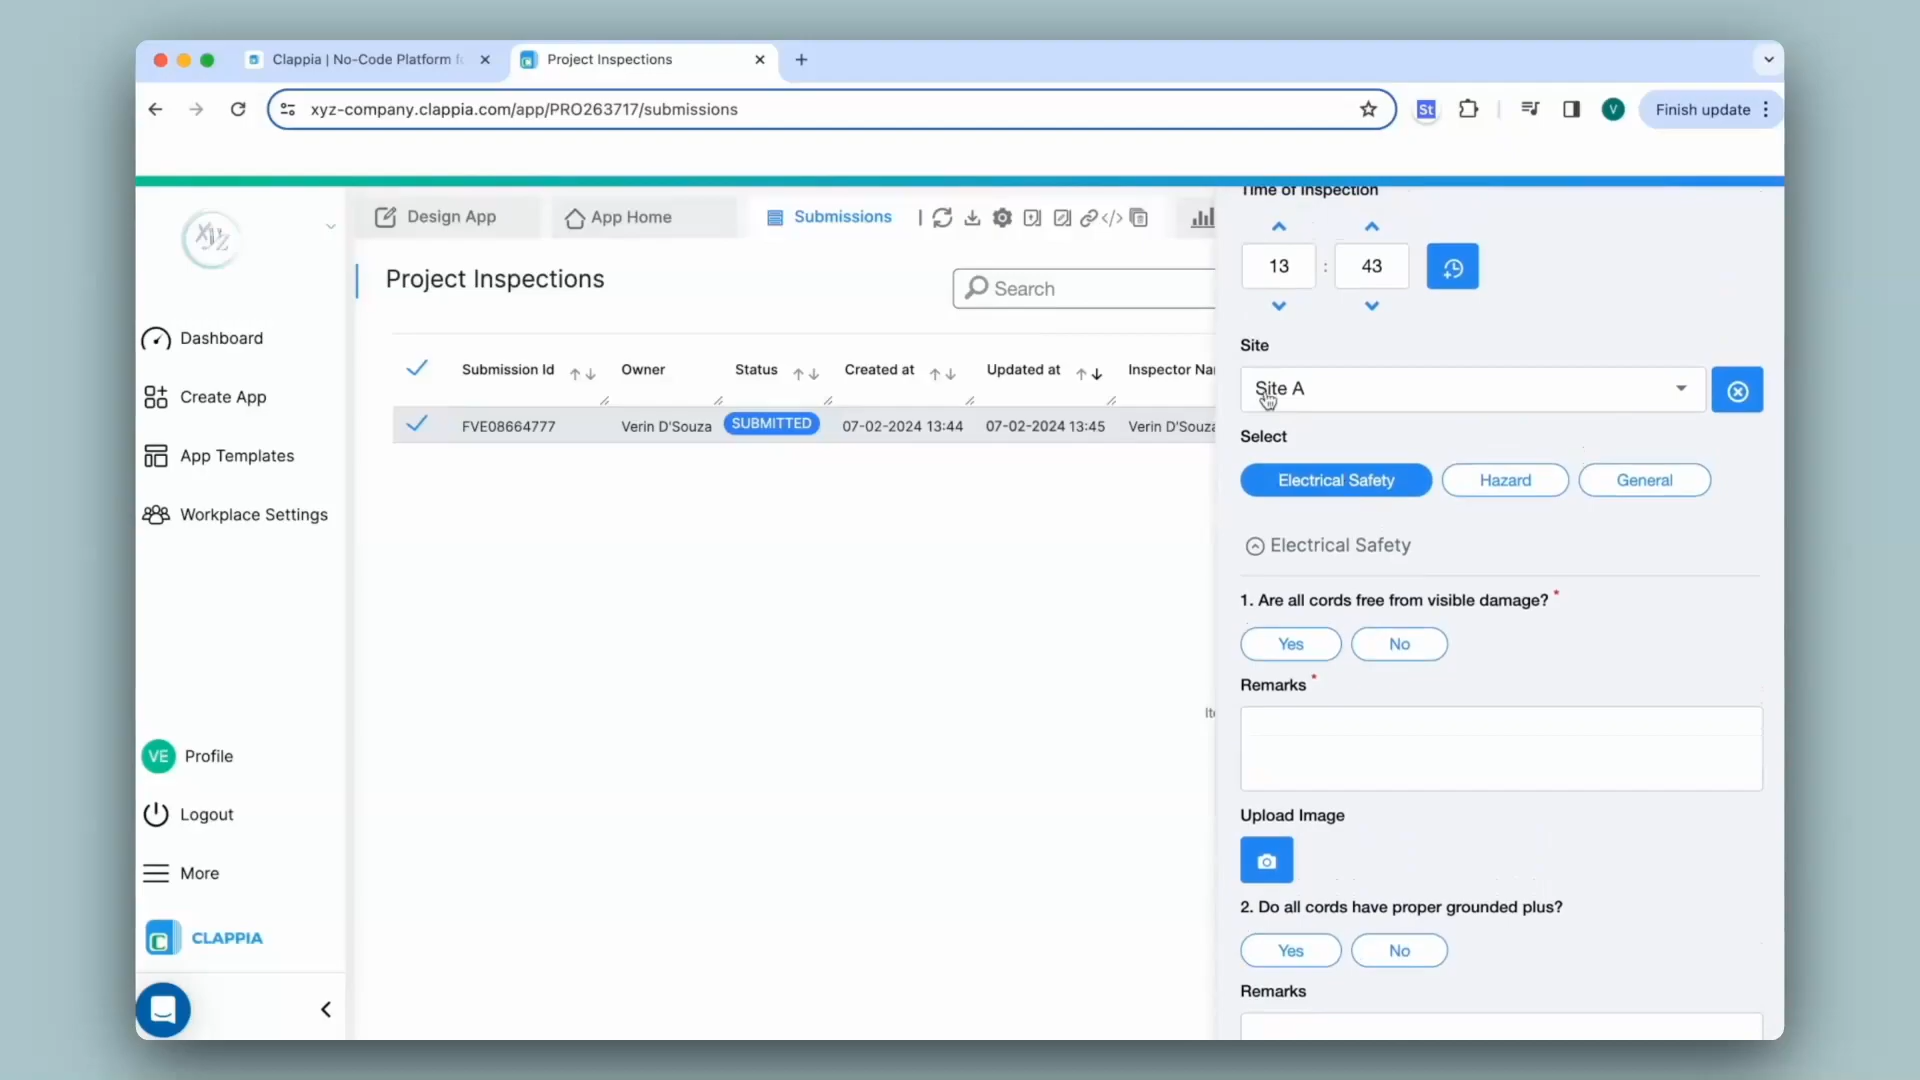 Clappia | No-Code Platform f
Project Inspections
xyz-company.clappia.com/app/PRO263717/submissions
St
V
Finish update
XYZ
Dashboard
Create App
App Templates
Workplace Settings
VE Profile
Logout
More
CLAPPIA
Design App
App Home
Submissions
Project Inspections
Search
Submission Id Owner Status Created at Updated at Inspector Na
FVE08664777 Verin D'Souza SUBMITTED 07-02-2024 13:44 07-02-2024 13:45 Verin D'Souza
Ite
Time of Inspection
13 : 43
Site
Site A
Select
Electrical Safety Hazard General
Electrical Safety
1. Are all cords free from visible damage? *
Yes No
Remarks *
Upload Image
2. Do all cords have proper grounded plus?
Yes No
Remarks